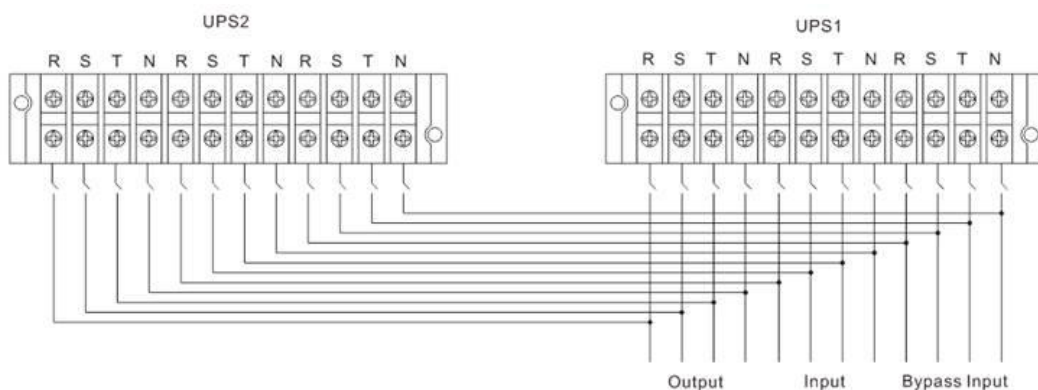 UPS2
UPS1
R S T N R S T N R S T N
R S T N R S T N R S T N
Output Input Bypass Input